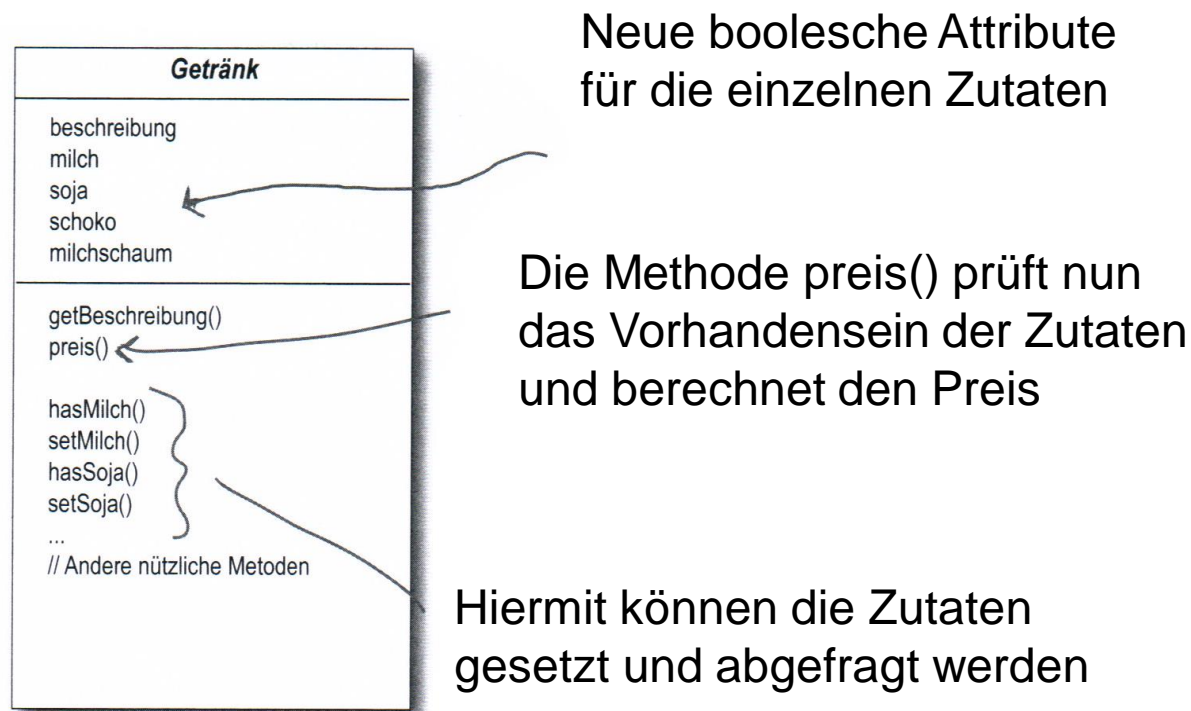 Getränk
beschreibung
milch
soja
schoko
milchschaum
getBeschreibung()
preis()
hasMilch()
setMilch()
hasSoja()
setSoja()
...
// Andere nützliche Metoden
Neue boolesche Attribute
für die einzelnen Zutaten
Die Methode preis() prüft nun
das Vorhandensein der Zutaten
und berechnet den Preis
Hiermit können die Zutaten
gesetzt und abgefragt werden